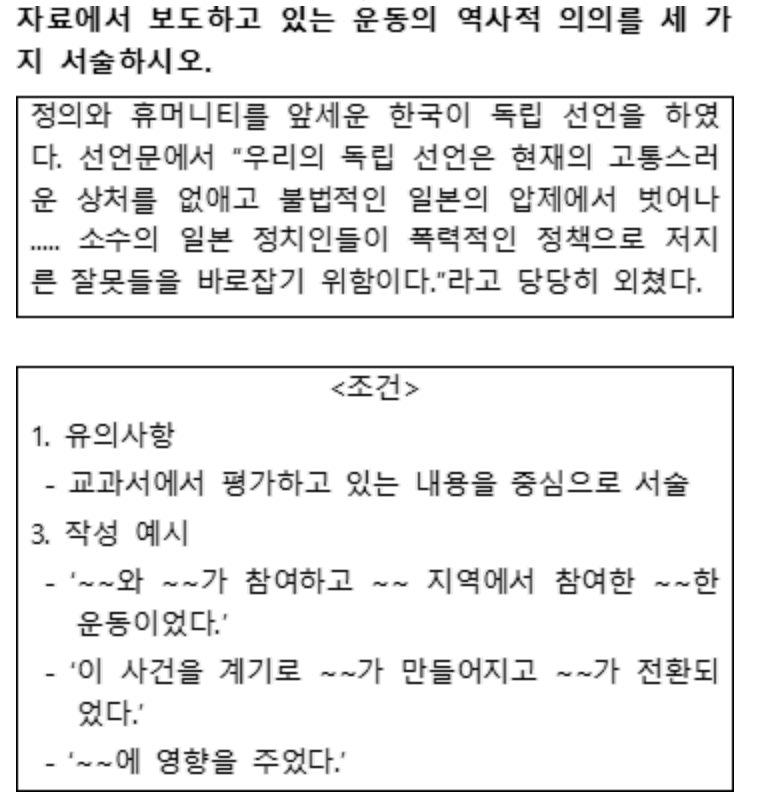 자료에서 보도하고 있는 운동의 역사적 의의를 세 가
지 서술하시오.
정의와 휴머니티를 앞세운 한국이 독립 선언을 하였
다. 선언문에서 "우리의 독립 선언은 현재의 고통스러
운 상처를 없애고 불법적인 일본의 압제에서 벗어나
..... 소수의 일본 정치인들이 폭력적인 정책으로 저지
른 잘못들을 바로잡기 위함이다."라고 당당히 외쳤다.
<조건>
1. 유의사항
- 교과서에서 평가하고 있는 내용을 중심으로 서술
3. 작성 예시
- '~~와 ~~가 참여하고 ~~ 지역에서 참여한 ~~한
운동이었다.'
- '이 사건을 계기로 ~~가 만들어지고 ~~가 전환되
었다.'
- '~~에 영향을 주었다.'